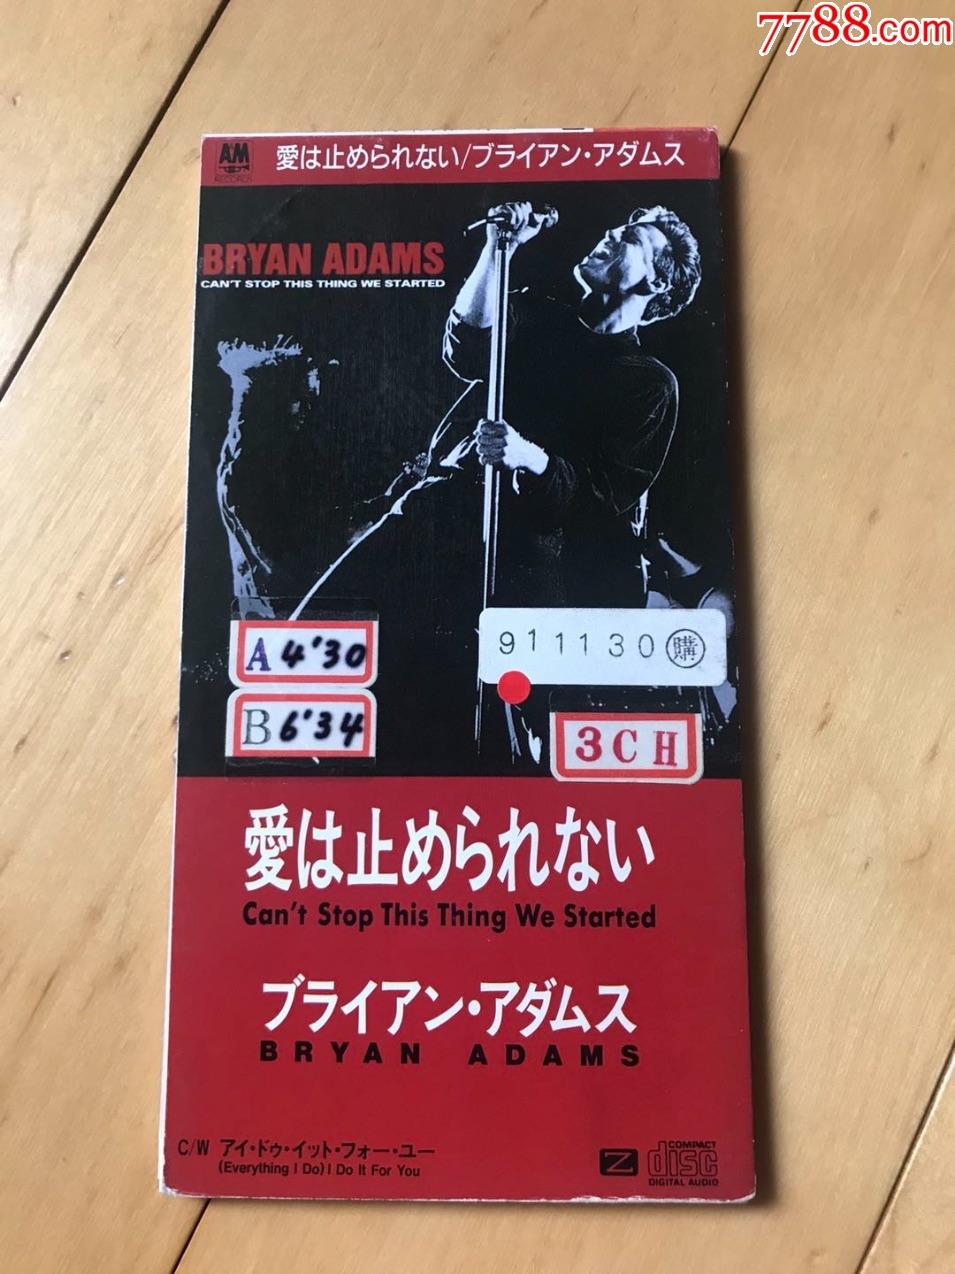 7788.com
A&M
RECORDS
愛は止められない/ブライアン・アダムス
BRYAN ADAMS
CAN'T STOP THIS THING WE STARTED
A 4'30
911130 購
B 6'34
3CH
愛は止められない
Can't Stop This Thing We Started
ブライアン・アダムス
BRYAN ADAMS
C/W アイ・ドゥ・イット・フォー・ユー
(Everything I Do) I Do It For You
Z
COMPACT
disc
DIGITAL AUDIO